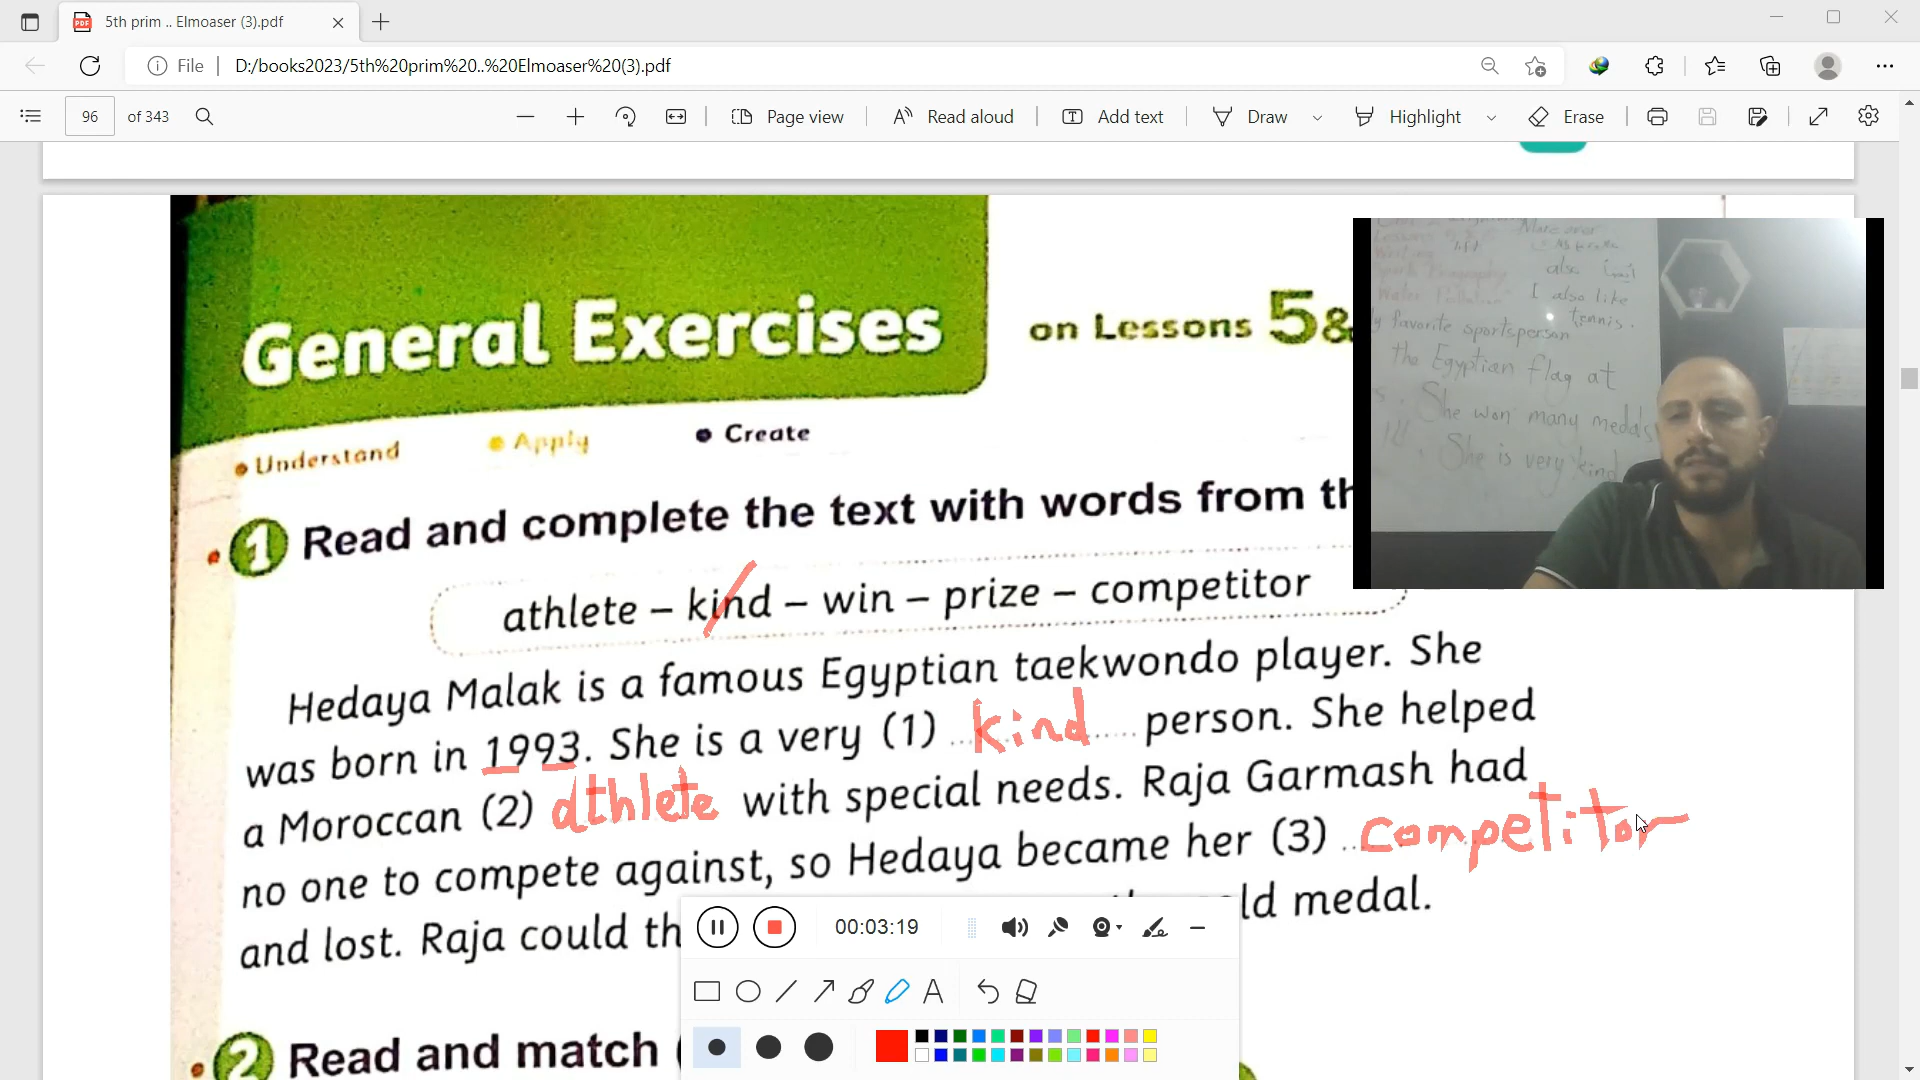 5th prim .. Elmoaser (3).pdf
File
D:/books2023/5th%20prim%20..%20Elmoaser%20(3).pdf
96 of 343
Page view
Read aloud
Add text
Draw
Highlight
Erase
General Exercises
on Lessons 5&
Understand
Apply
Create
1 Read and complete the text with words from th
athlete – kind – win – prize – competitor
Hedaya Malak is a famous Egyptian taekwondo player. She
was born in 1993. She is a very (1) kind person. She helped
a Moroccan (2) athlete with special needs. Raja Garmash had
no one to compete against, so Hedaya became her (3) competitor
and lost. Raja could th
ld medal.
2 Read and match (
00:03:19
More over
also
I also like
tennis.
favorite sportsperson
the Egyptian flag at
She won many medals
She is very kind